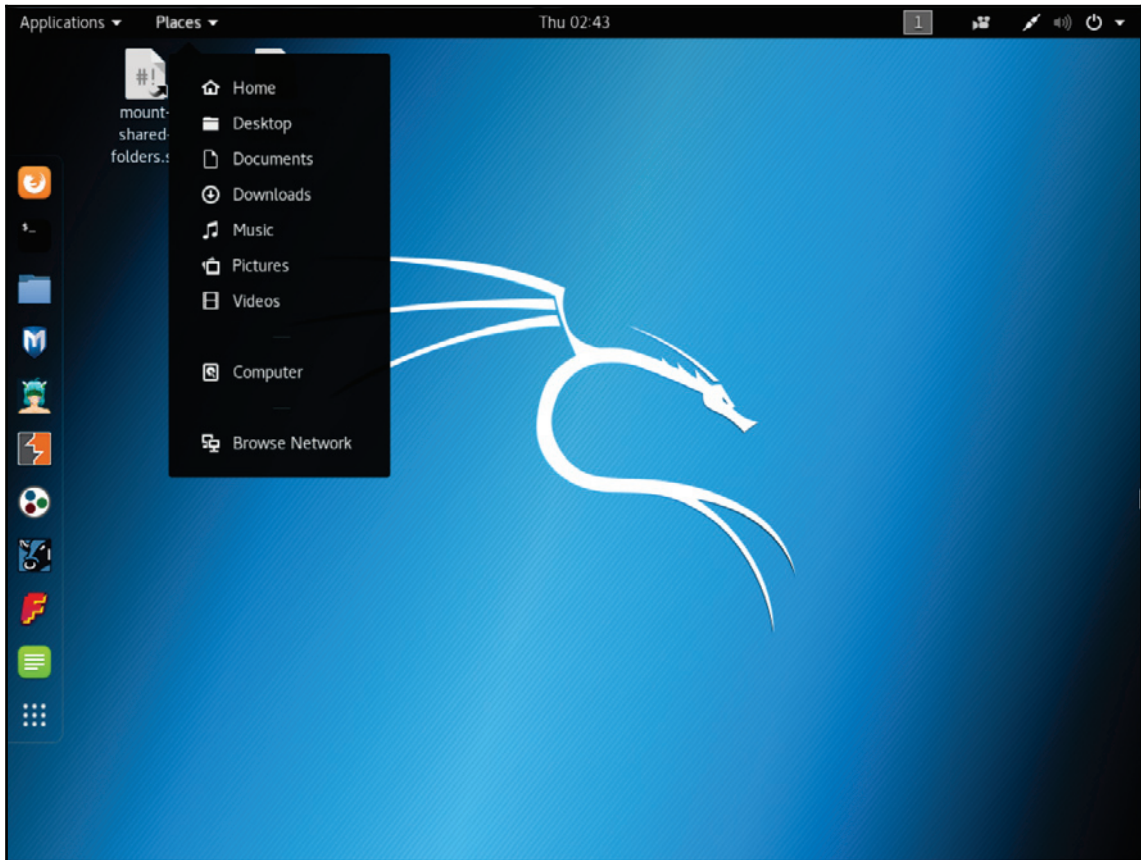 Applications Places Thu 02:43 1
#!
mount-
shared-
folders.s
$_
Home
Desktop
Documents
Downloads
Music
Pictures
Videos
Computer
Browse Network